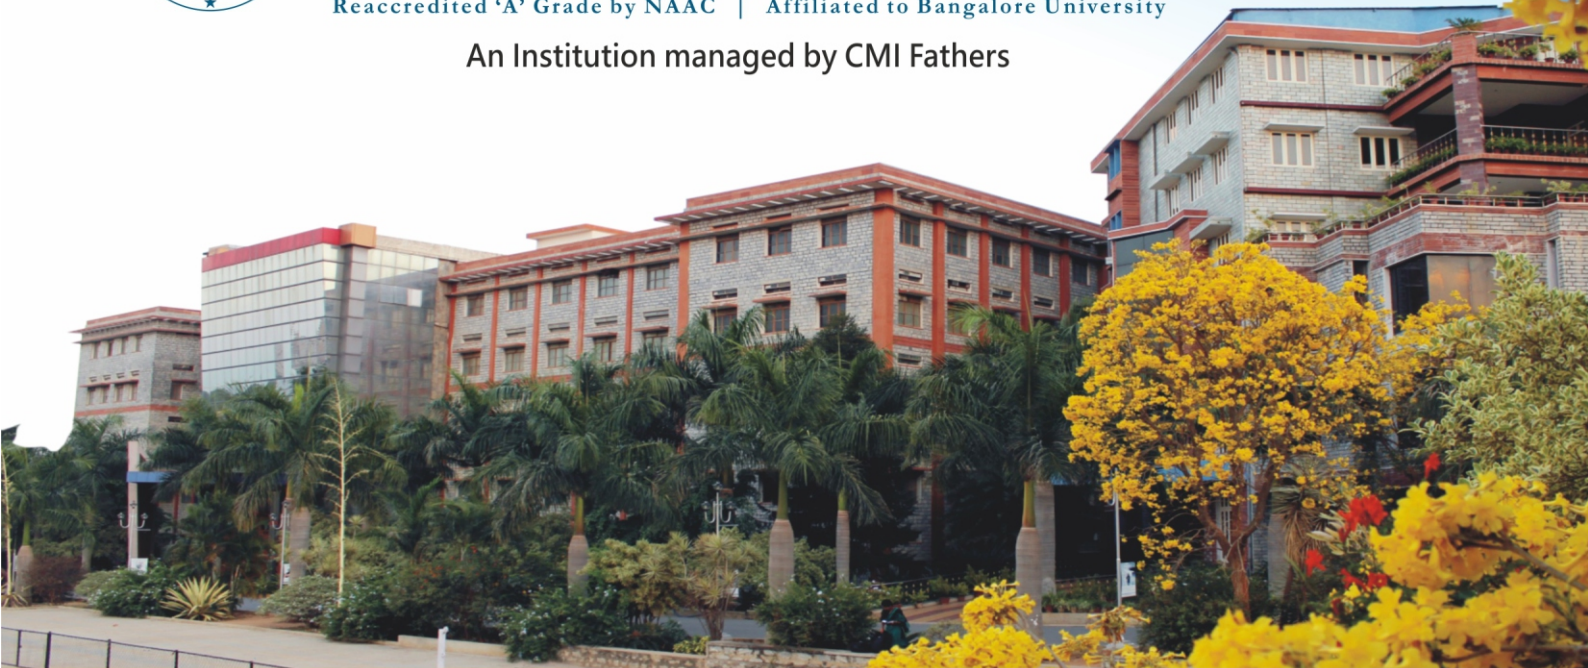 Reaccredited ‘A’ Grade by NAAC | Affiliated to Bangalore University
An Institution managed by CMI Fathers